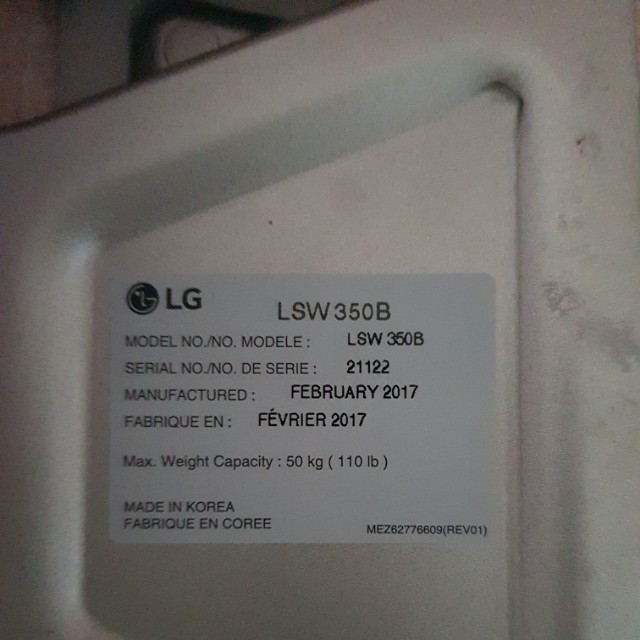 LG LSW350B
MODEL NO./NO. MODELE : LSW 350B
SERIAL NO./NO. DE SERIE : 21122
MANUFACTURED : FEBRUARY 2017
FABRIQUE EN : FÉVRIER 2017
Max. Weight Capacity : 50 kg ( 110 lb )
MADE IN KOREA
FABRIQUE EN COREE MEZ62776609(REV01)